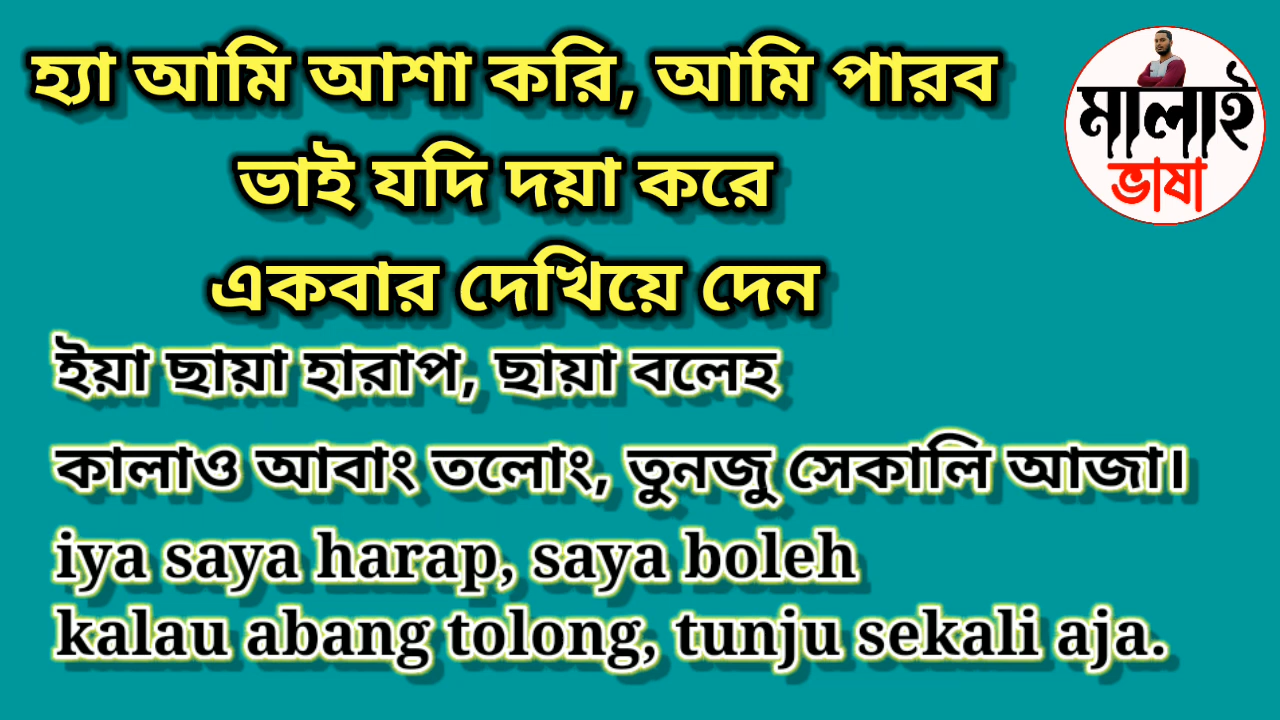 হ্যা আমি আশা করি, আমি পারব
ভাই যদি দয়া করে
একবার দেখিয়ে দেন
মালাই
ভাষা
ইয়া ছায়া হারাপ, ছায়া বলেহ
কালাও আবাং তলোং, তুনজু সেকালি আজা।
iya saya harap, saya boleh
kalau abang tolong, tunju sekali aja.